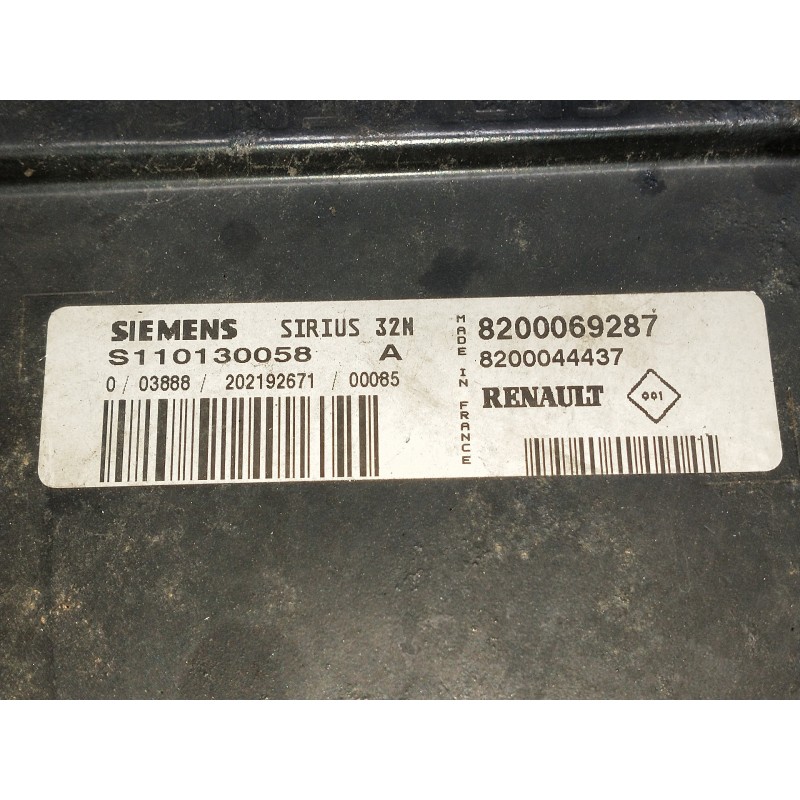 SIEMENS SIRIUS 32N
S110130058 A
0 / 03888 / 202192671 / 00085
MADE IN FRANCE
8200069287
8200044437
RENAULT 001